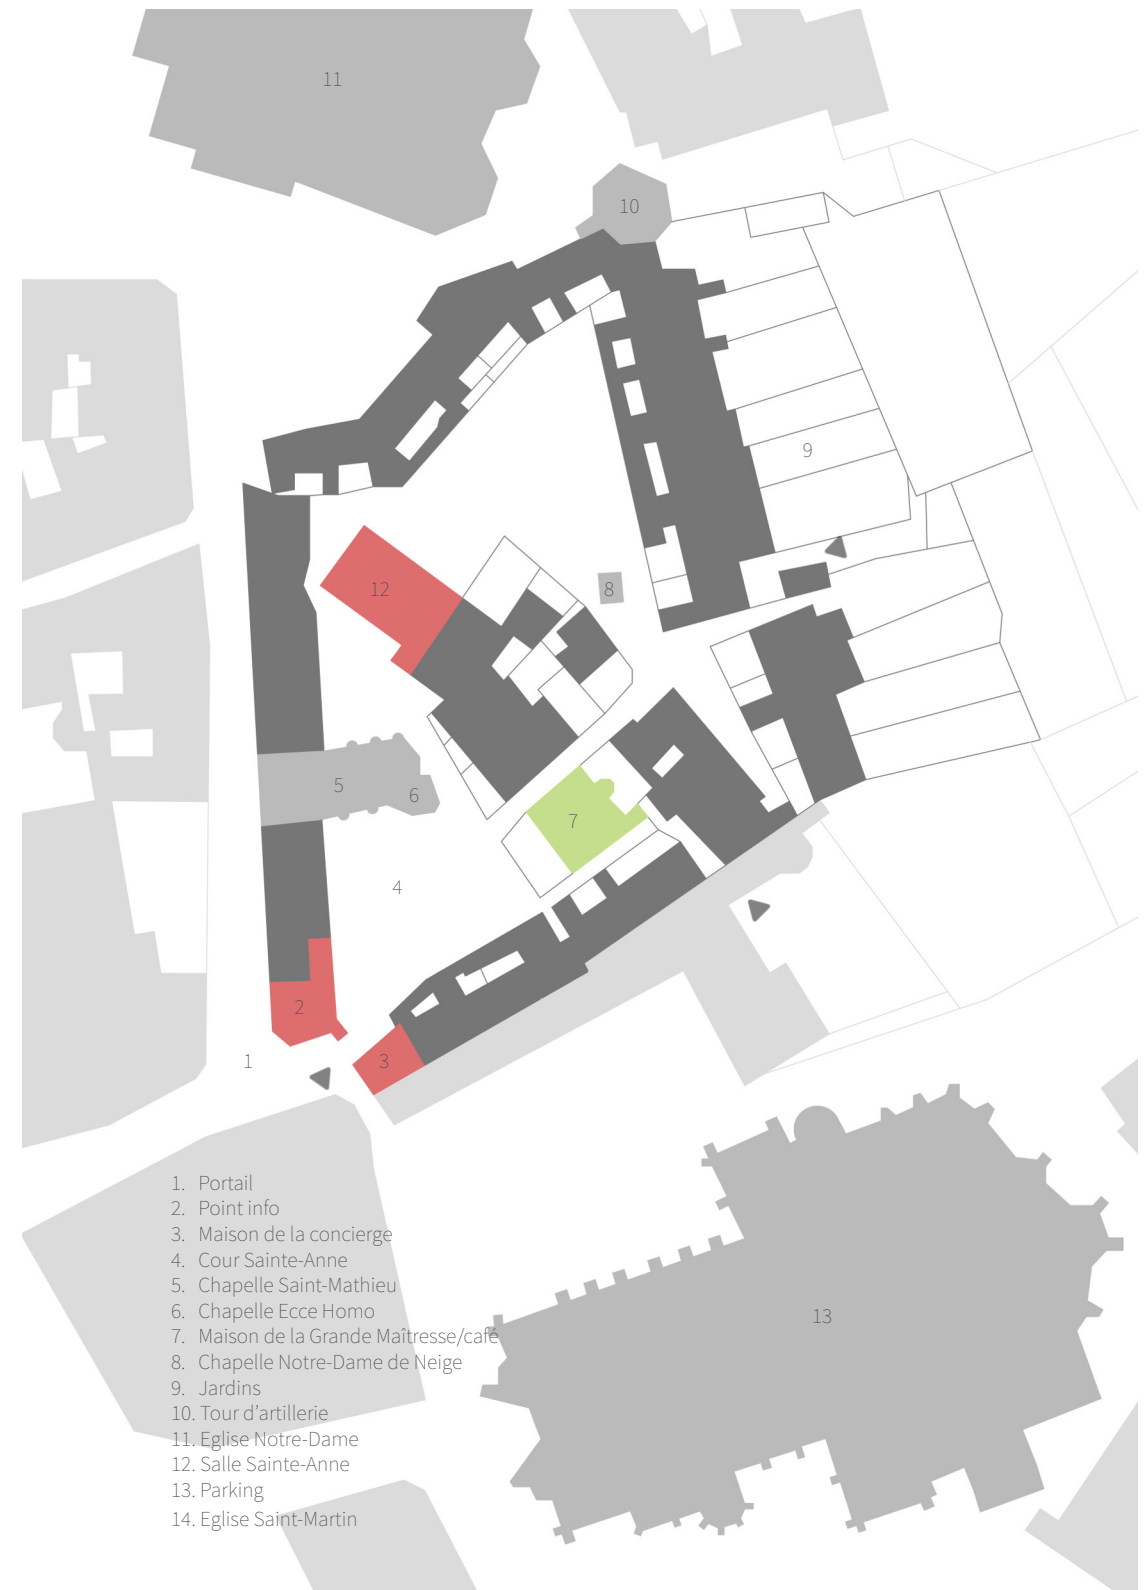 11
10
9
12
8
5
6
7
4
2
1
3
1. Portail
2. Point info
3. Maison de la concierge
4. Cour Sainte-Anne
5. Chapelle Saint-Mathieu
6. Chapelle Ecce Homo
7. Maison de la Grande Maîtresse/café
8. Chapelle Notre-Dame de Neige
9. Jardins
10. Tour d’artillerie
11. Eglise Notre-Dame
12. Salle Sainte-Anne
13. Parking
14. Eglise Saint-Martin
13